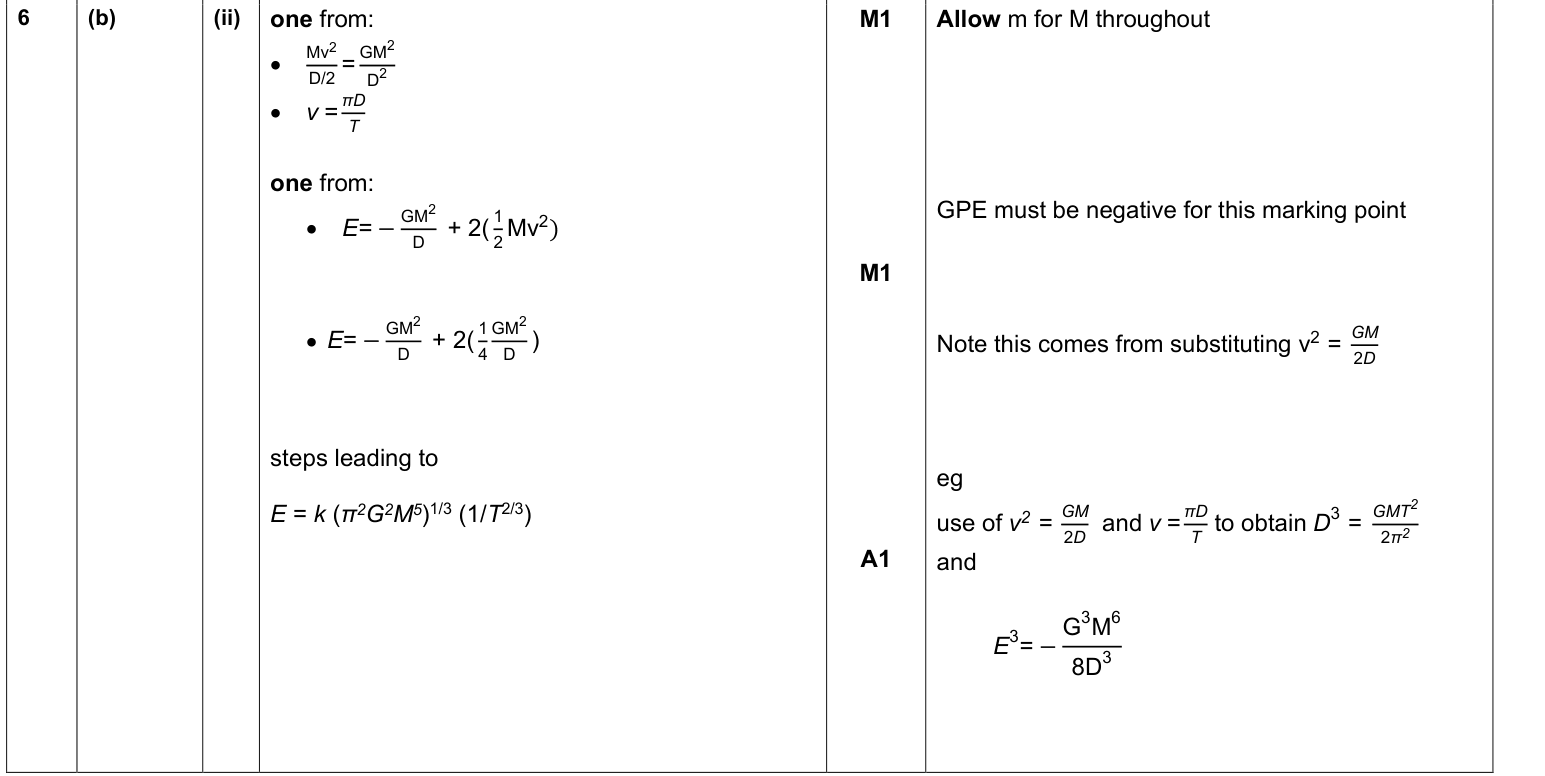 6 (b) (ii) one from: M1 Allow m for M throughout
• Mv²/(D/2) = GM²/D²
• v = πD/T
one from:
GPE must be negative for this marking point
• E= – GM²/D + 2(½Mv²)
M1
• E= – GM²/D + 2(¼ GM²/D) Note this comes from substituting v² = GM/2D
steps leading to
eg
E = k (π²G²M⁵)^1/3 (1/T^2/3) use of v² = GM/2D and v = πD/T to obtain D³ = GMT²/2π²
A1 and
E³= – G³M⁶/8D³